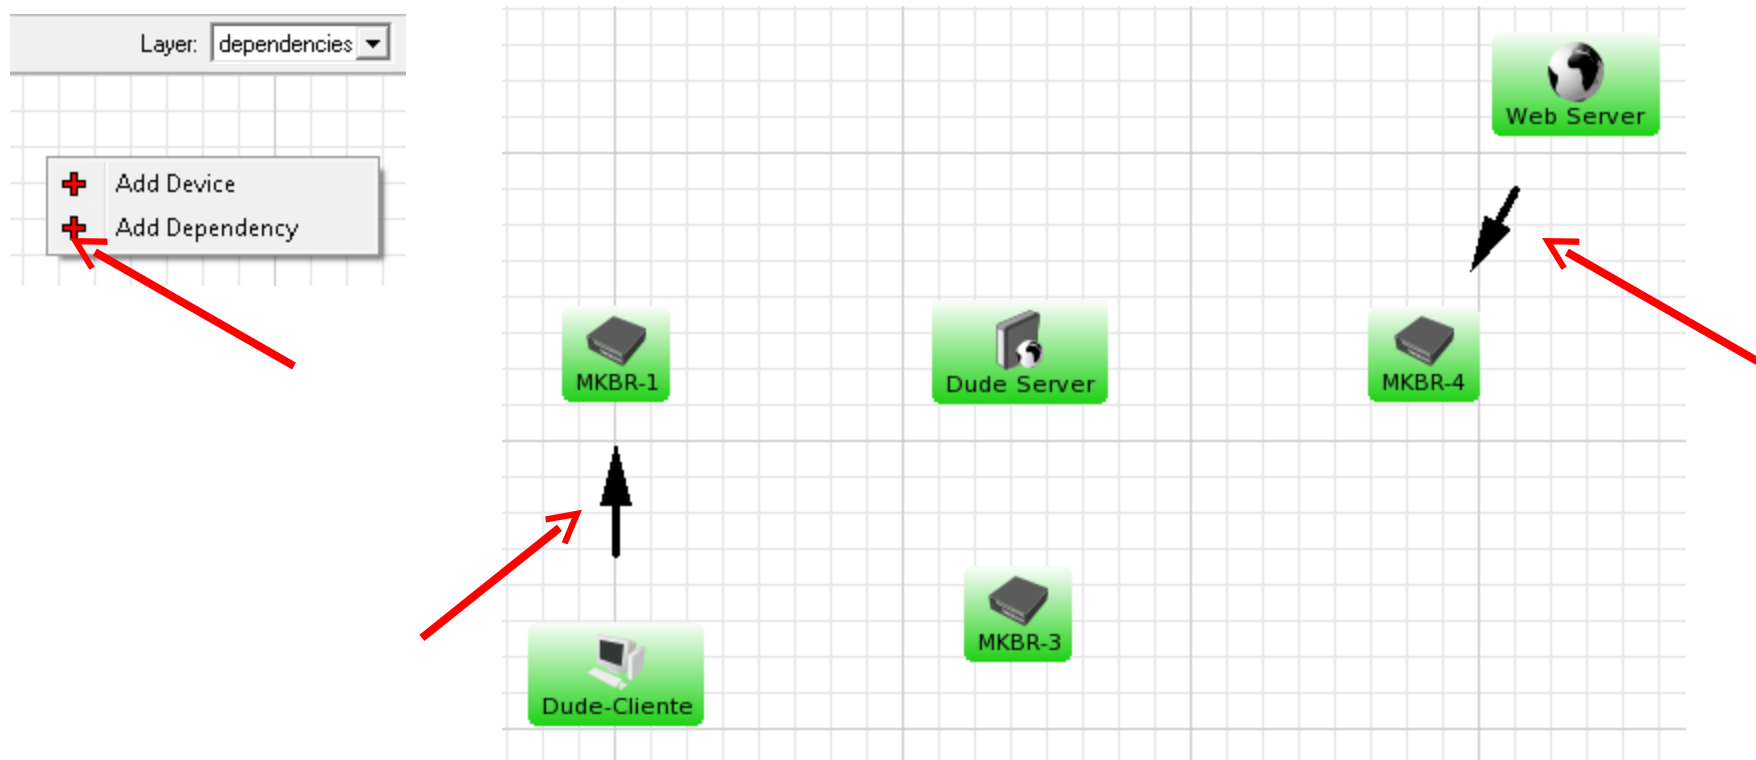 Layer: dependencies
Add Device
Add Dependency
Web Server
MKBR-1
Dude Server
MKBR-4
MKBR-3
Dude-Cliente